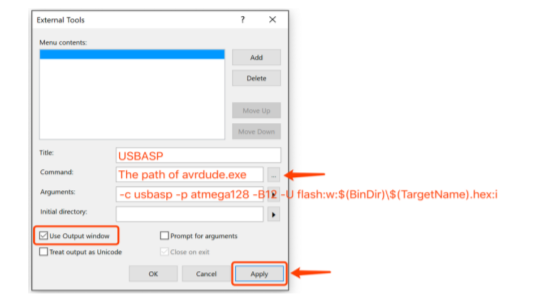 External Tools
? ×
Menu contents:
Add
Delete
Move Up
Move Down
Title:
USBASP
Command:
The path of avrdude.exe
...
Arguments:
-c usbasp -p atmega128 -B12 -U flash:w:$(BinDir)\$(TargetName).hex:i
Initial directory:
Use Output window
Prompt for arguments
Treat output as Unicode
Close on exit
OK
Cancel
Apply